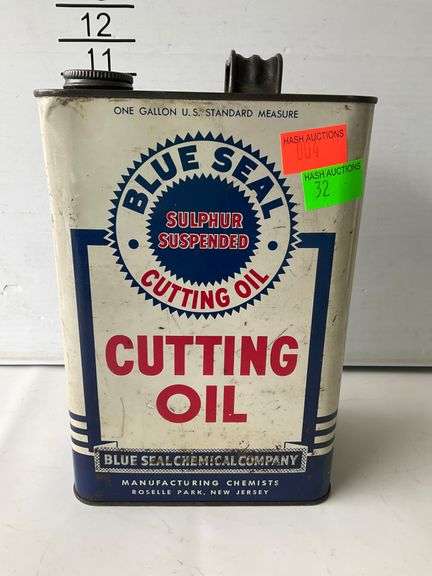 12
11
ONE GALLON U.S. STANDARD MEASURE
HASH AUCTIONS
004
HASH AUCTIONS
32
BLUE SEAL
SULPHUR
SUSPENDED
CUTTING OIL
CUTTING
OIL
BLUE SEAL CHEMICAL COMPANY
MANUFACTURING CHEMISTS
ROSELLE PARK, NEW JERSEY